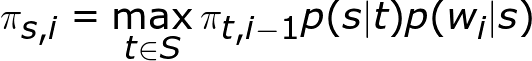 π_{s,i} = max_{t∈S} π_{t,i−1}p(s|t)p(w_i|s)